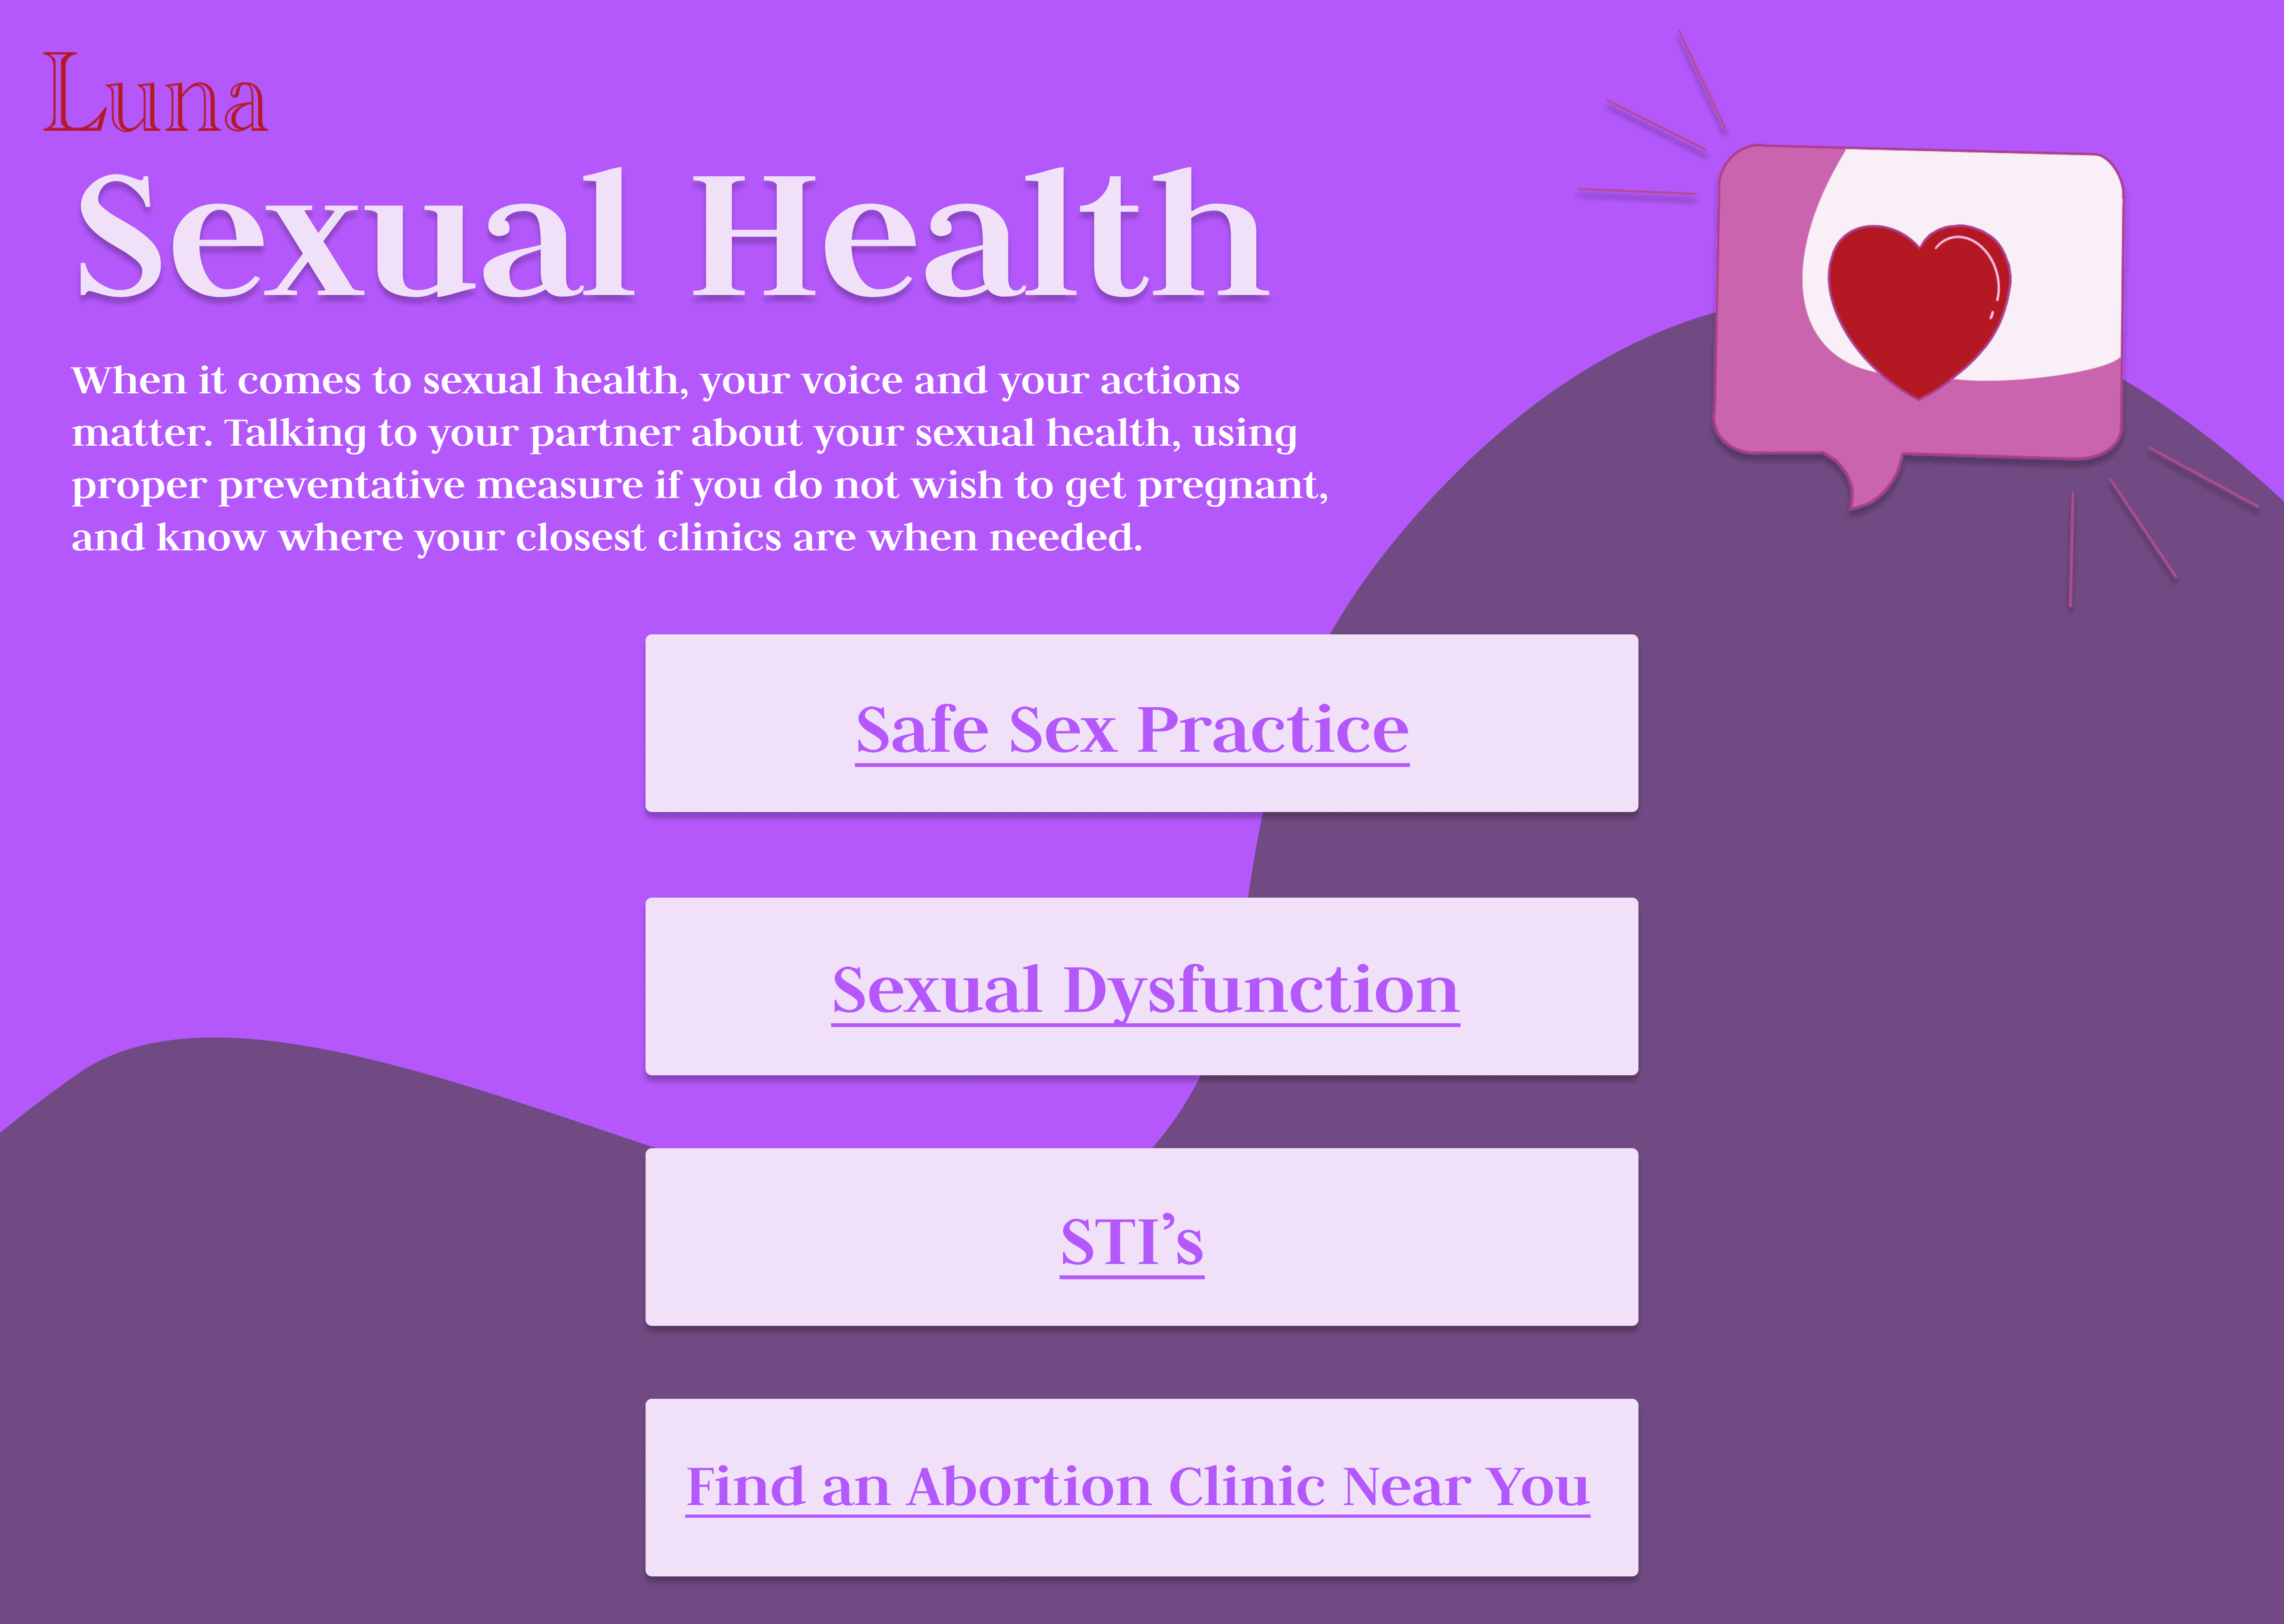 Luna
Sexual Health
When it comes to sexual health, your voice and your actions
matter. Talking to your partner about your sexual health, using
proper preventative measure if you do not wish to get pregnant,
and know where your closest clinics are when needed.
Safe Sex Practice
Sexual Dysfunction
STI’s
Find an Abortion Clinic Near You